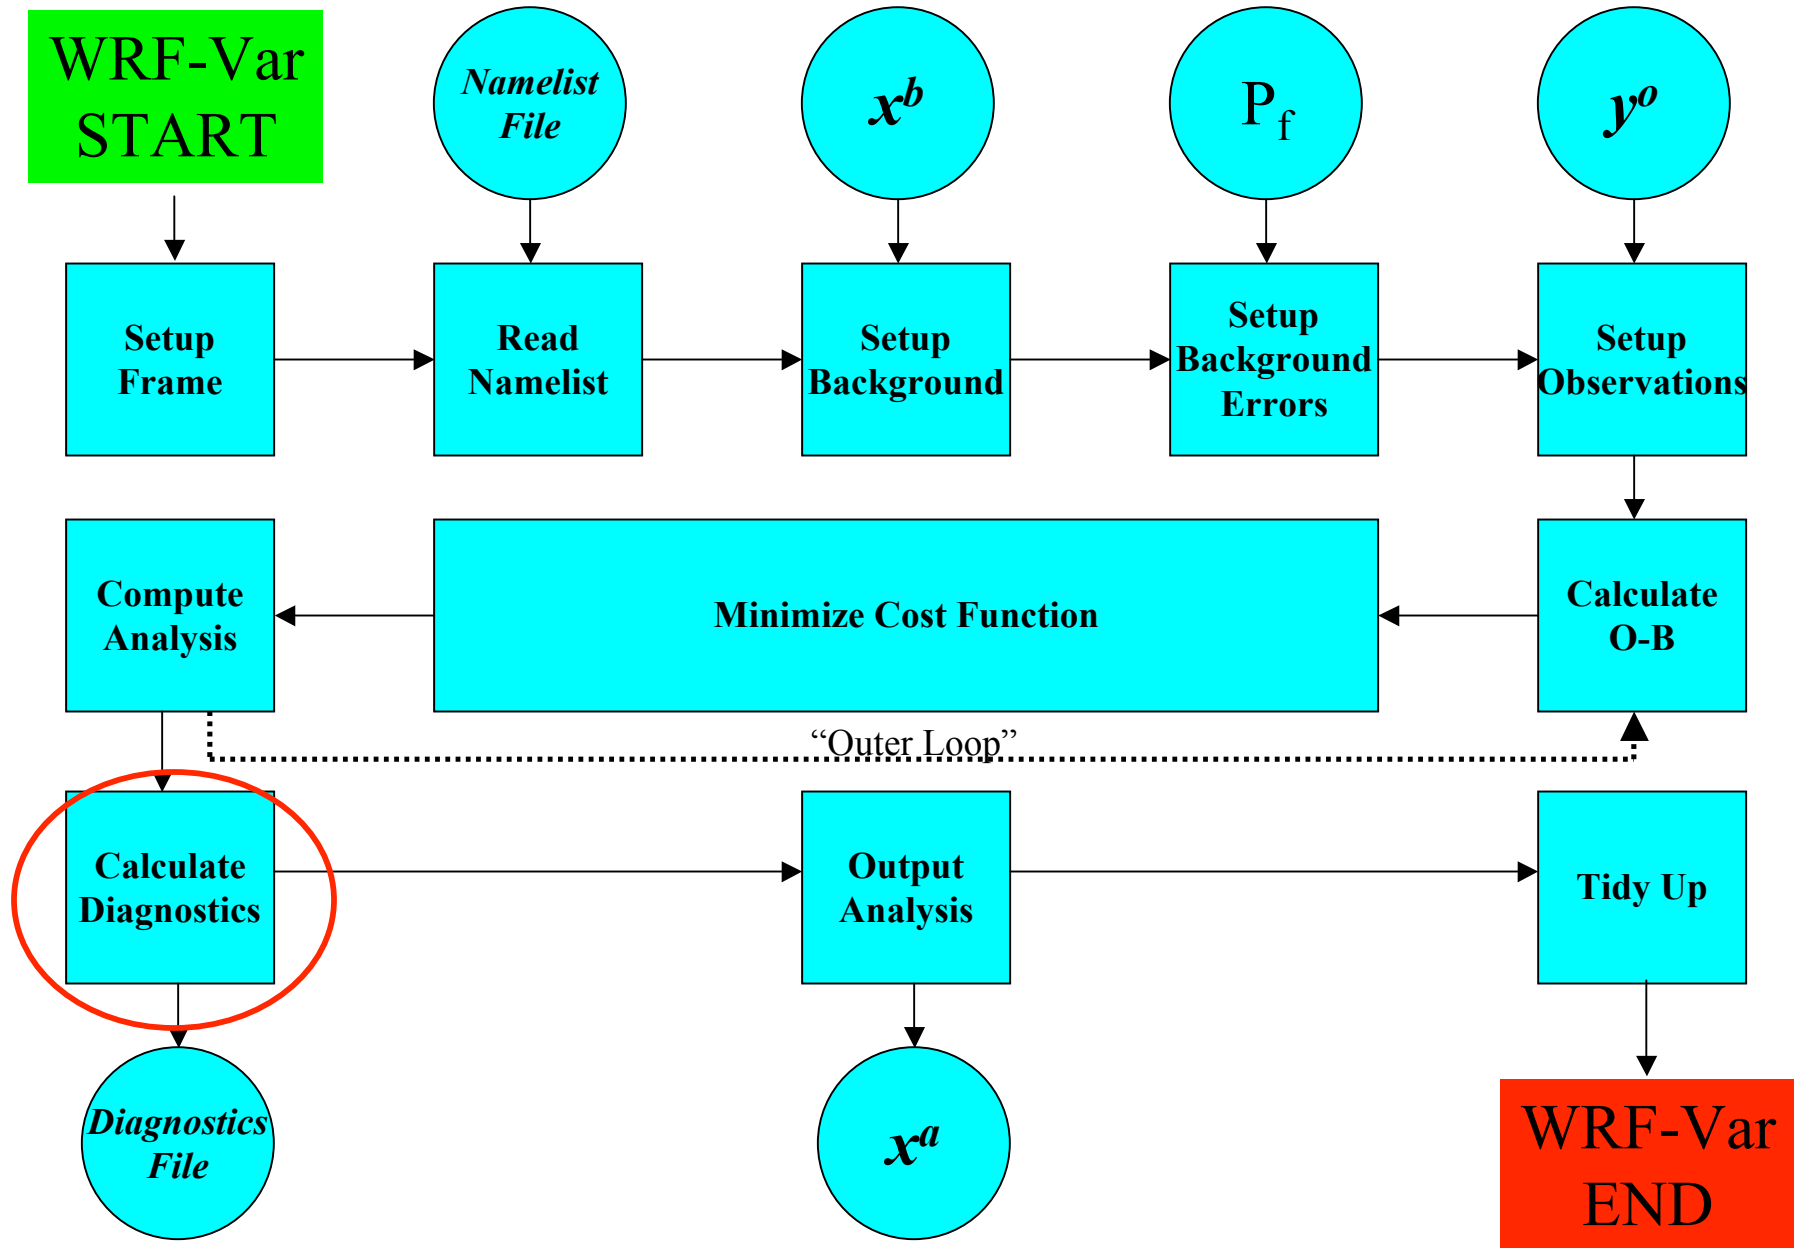 WRF-Var
START
Namelist
File
x^b
P_f
y^o
Setup
Frame
Read
Namelist
Setup
Background
Setup
Background
Errors
Setup
Observations
Compute
Analysis
Minimize Cost Function
Calculate
O-B
“Outer Loop”
Calculate
Diagnostics
Output
Analysis
Tidy Up
Diagnostics
File
x^a
WRF-Var
END